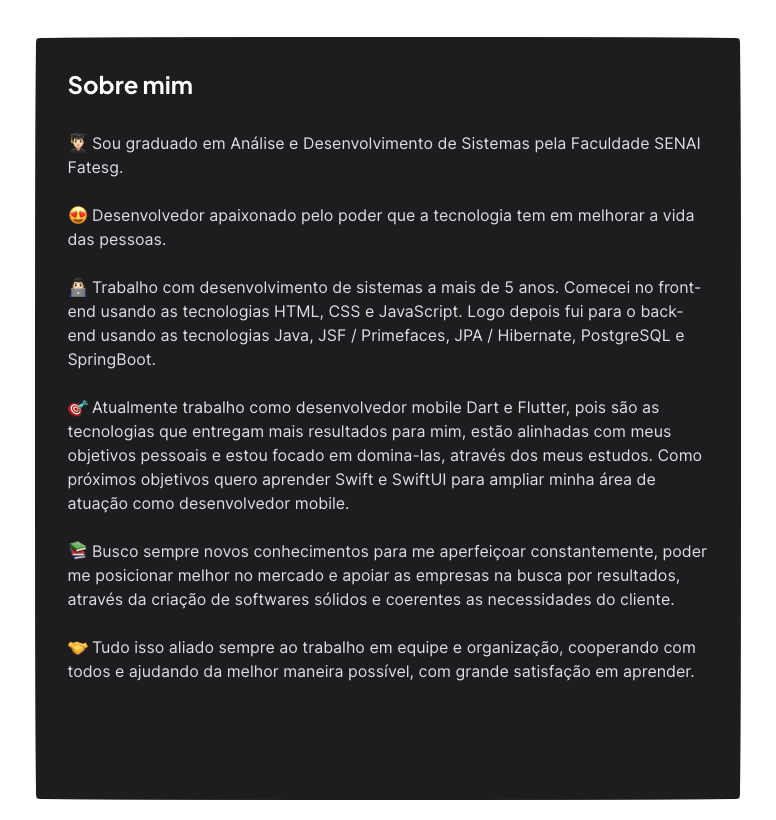 Sobre mim
👨🏻‍🎓 Sou graduado em Análise e Desenvolvimento de Sistemas pela Faculdade SENAI
Fatesg.
😍 Desenvolvedor apaixonado pelo poder que a tecnologia tem em melhorar a vida
das pessoas.
👨🏻‍💻 Trabalho com desenvolvimento de sistemas a mais de 5 anos. Comecei no front-
end usando as tecnologias HTML, CSS e JavaScript. Logo depois fui para o back-
end usando as tecnologias Java, JSF / Primefaces, JPA / Hibernate, PostgreSQL e
SpringBoot.
🎯 Atualmente trabalho como desenvolvedor mobile Dart e Flutter, pois são as
tecnologias que entregam mais resultados para mim, estão alinhadas com meus
objetivos pessoais e estou focado em domina-las, através dos meus estudos. Como
próximos objetivos quero aprender Swift e SwiftUI para ampliar minha área de
atuação como desenvolvedor mobile.
📚 Busco sempre novos conhecimentos para me aperfeiçoar constantemente, poder
me posicionar melhor no mercado e apoiar as empresas na busca por resultados,
através da criação de softwares sólidos e coerentes as necessidades do cliente.
🤝 Tudo isso aliado sempre ao trabalho em equipe e organização, cooperando com
todos e ajudando da melhor maneira possível, com grande satisfação em aprender.